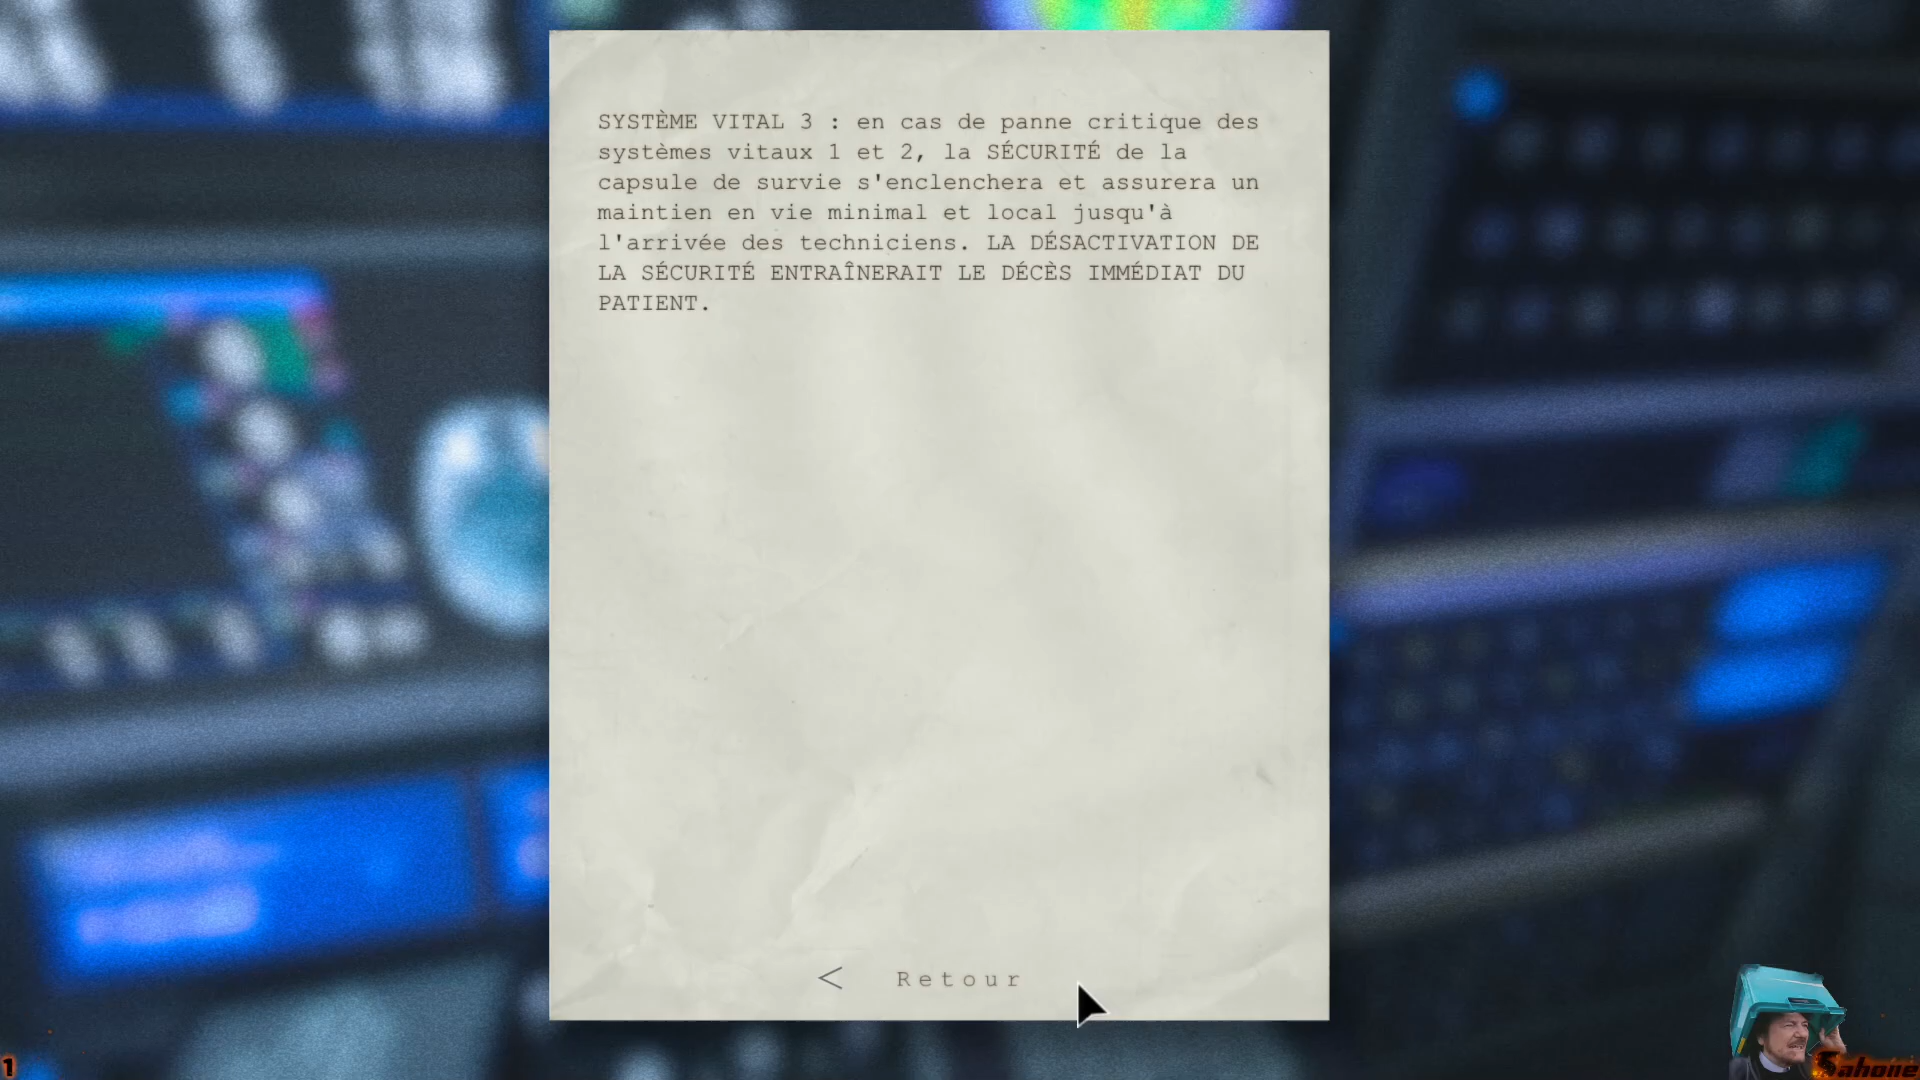 SYSTÈME VITAL 3 : en cas de panne critique des
systèmes vitaux 1 et 2, la SÉCURITÉ de la
capsule de survie s'enclenchera et assurera un
maintien en vie minimal et local jusqu'à
l'arrivée des techniciens. LA DÉSACTIVATION DE
LA SÉCURITÉ ENTRAÎNERAIT LE DÉCÈS IMMÉDIAT DU
PATIENT.
< Retour
1
Sahone